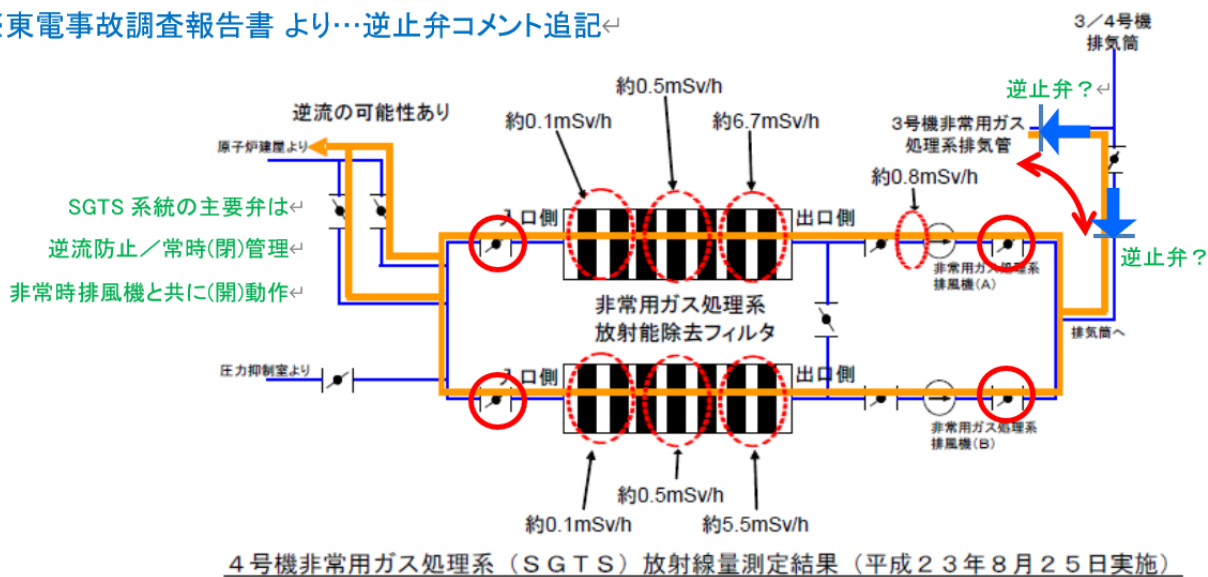 東電事故調査報告書 より…逆止弁コメント追記↵
3／4号機
排気筒
約0.5mSv/h
逆止弁？↵
逆流の可能性あり
約0.1mSv/h
約6.7mSv/h
3号機非常用ガス
処理系排気管
原子炉建屋より
約0.8mSv/h
SGTS 系統の主要弁は↵
入口側
出口側
逆流防止／常時(閉)管理↵
逆止弁？
非常用ガス処理系
排風機(A)
非常時排風機と共に(開)動作↵
非常用ガス処理系
放射能除去フィルタ
排気筒へ
圧力抑制室より
入口側
出口側
非常用ガス処理系
排風機(B)
約0.5mSv/h
約0.1mSv/h
約5.5mSv/h
４号機非常用ガス処理系（ＳＧＴＳ）放射線量測定結果（平成２３年８月２５日実施）